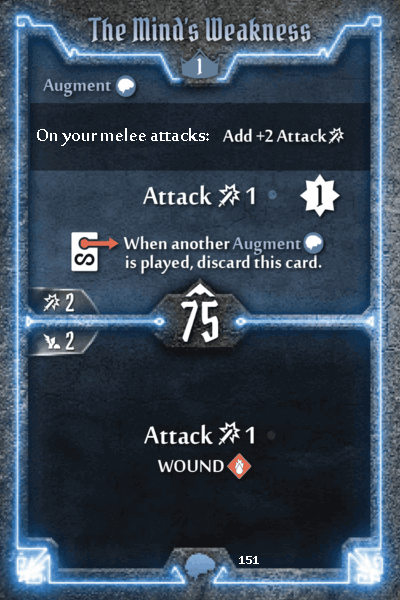 The Mind's Weakness
1
Augment
On your melee attacks: Add +2 Attack
Attack 1
1
When another Augment
is played, discard this card.
2
75
2
Attack 1
WOUND
151